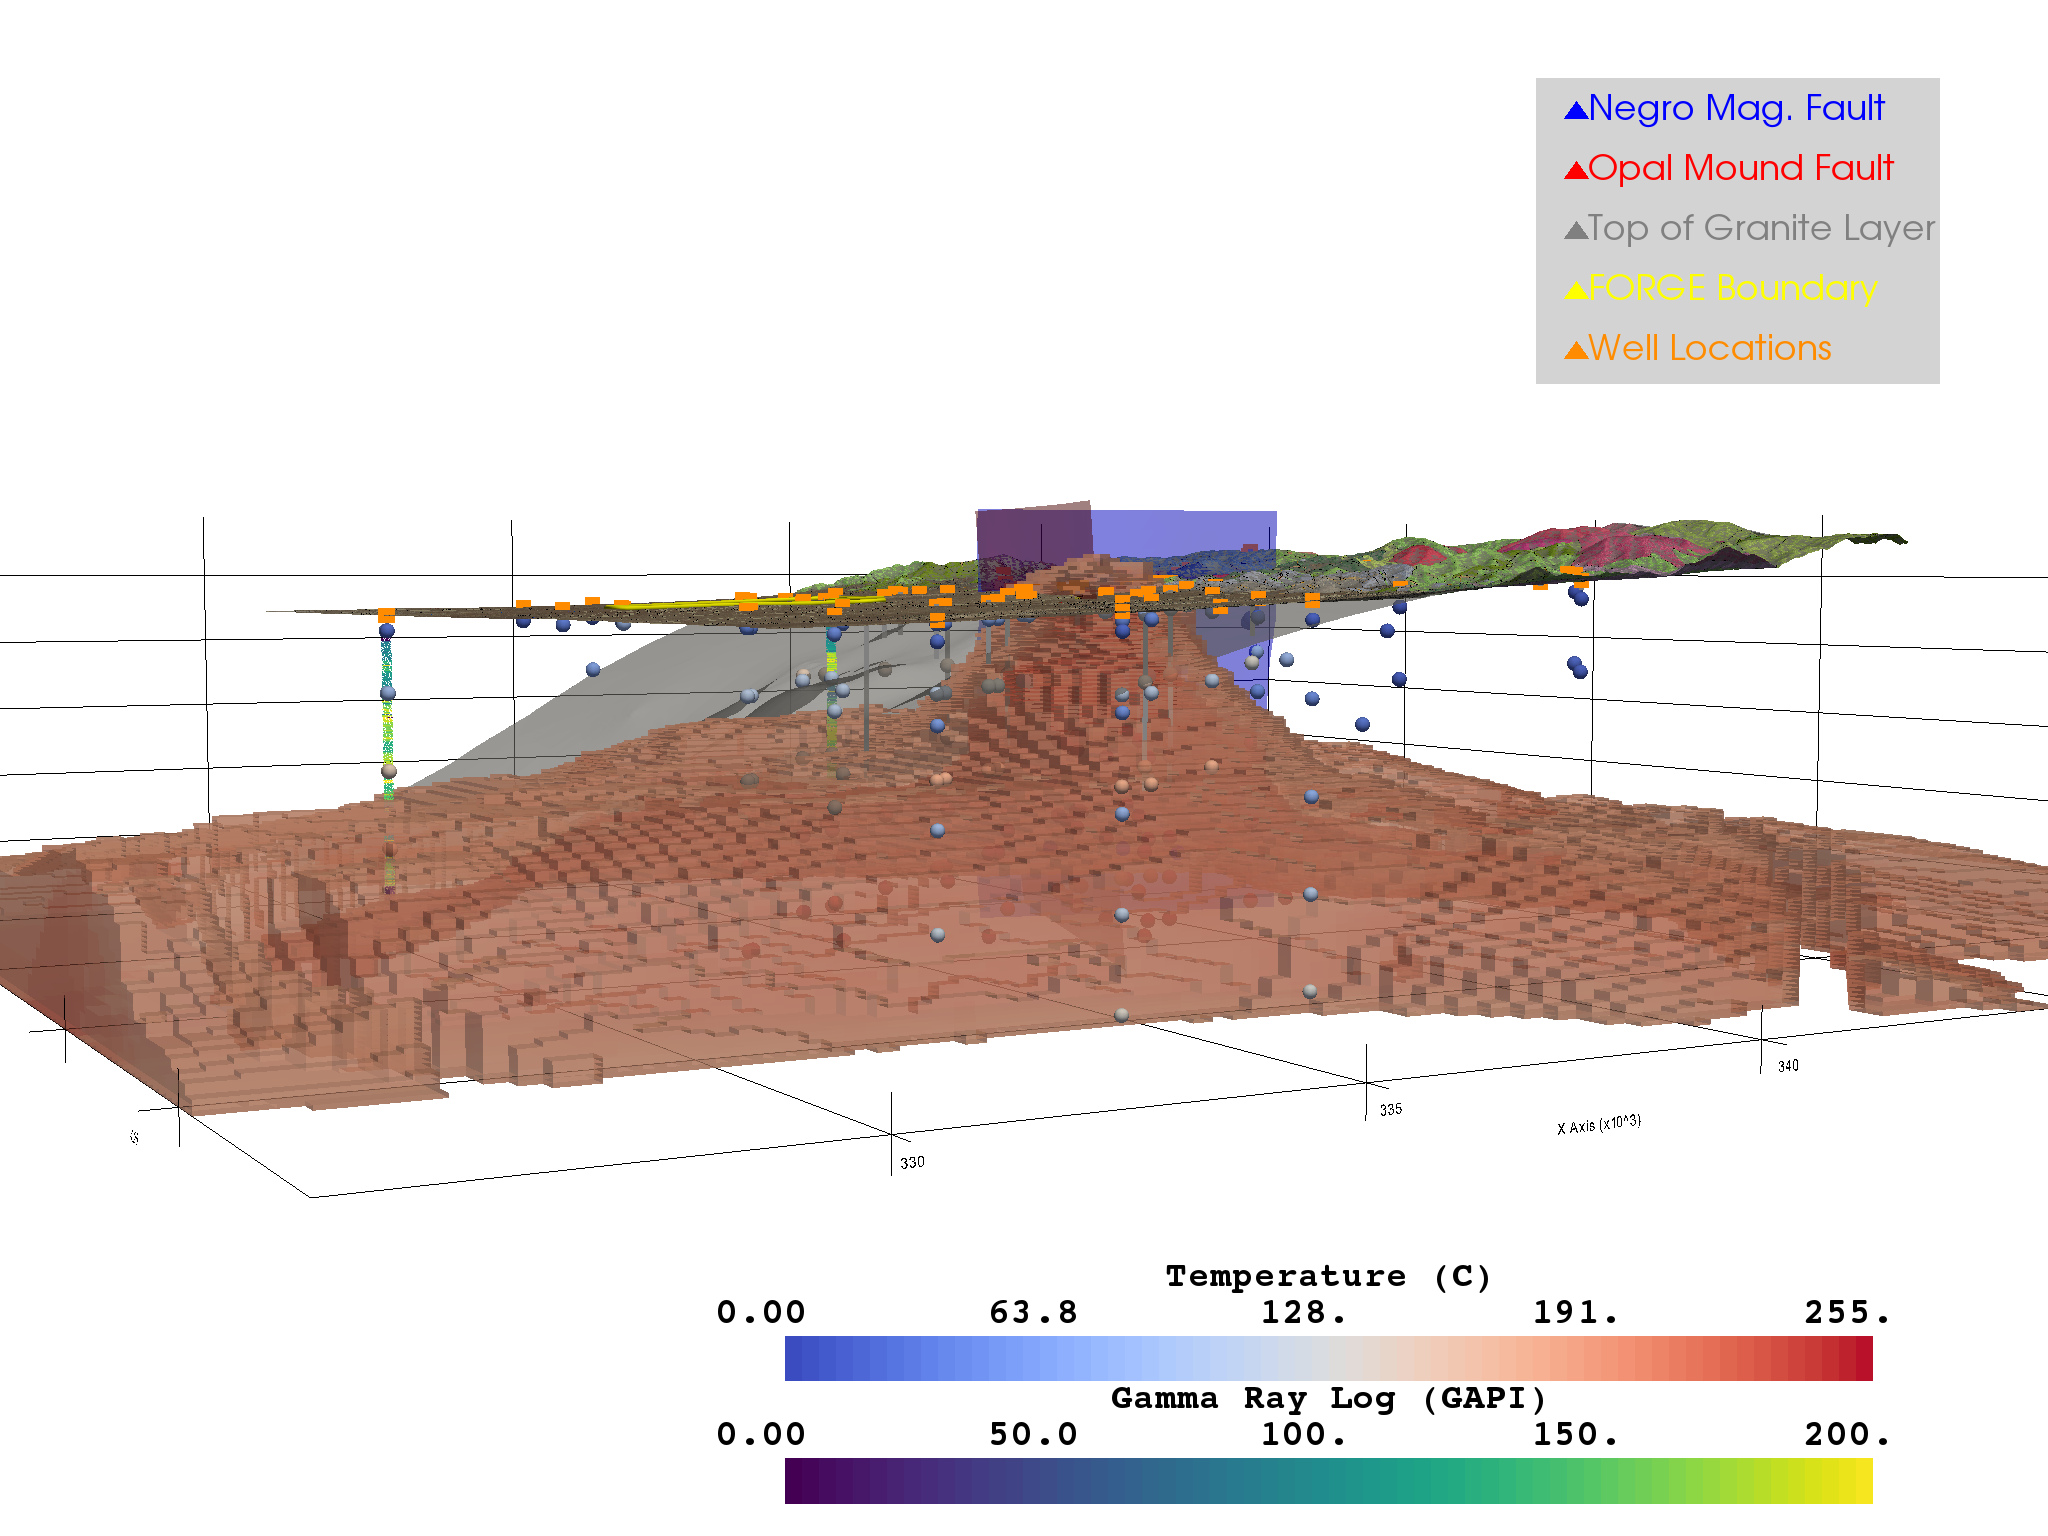 Negro Mag. Fault
Opal Mound Fault
Top of Granite Layer
FORGE Boundary
Well Locations
340
335
X Axis (x10^3)
330
Temperature (C)
0.00 63.8 128. 191. 255.
Gamma Ray Log (GAPI)
0.00 50.0 100. 150. 200.